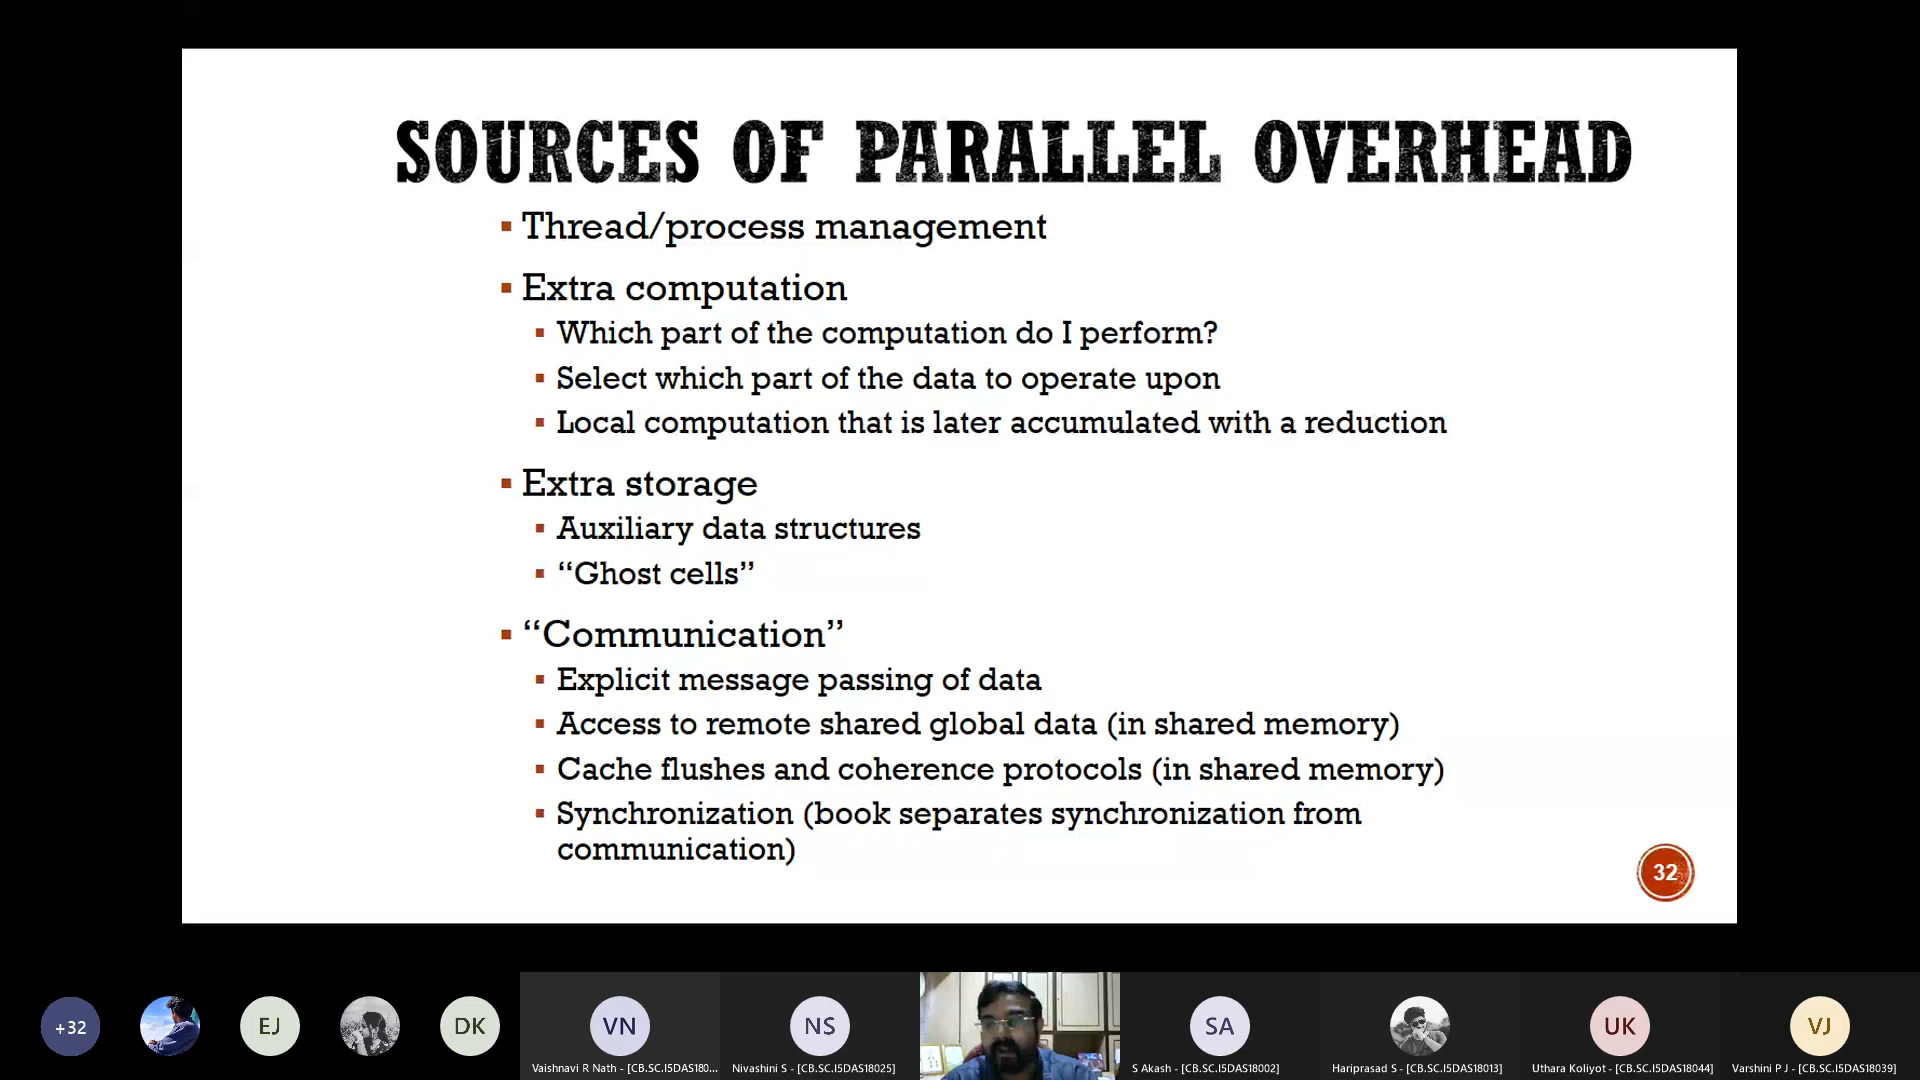 SOURCES OF PARALLEL OVERHEAD
▪ Thread/process management
▪ Extra computation
▪ Which part of the computation do I perform?
▪ Select which part of the data to operate upon
▪ Local computation that is later accumulated with a reduction
▪ Extra storage
▪ Auxiliary data structures
▪ “Ghost cells”
▪ “Communication”
▪ Explicit message passing of data
▪ Access to remote shared global data (in shared memory)
▪ Cache flushes and coherence protocols (in shared memory)
▪ Synchronization (book separates synchronization from
communication)
32
+32
EJ
DK
VN
NS
SA
UK
VJ
Vaishnavi R Nath - [CB.SC.I5DAS180...
Nivashini S - [CB.SC.I5DAS18025]
S Akash - [CB.SC.I5DAS18002]
Hariprasad S - [CB.SC.I5DAS18013]
Uthara Koliyot - [CB.SC.I5DAS18044]
Varshini P J - [CB.SC.I5DAS18039]